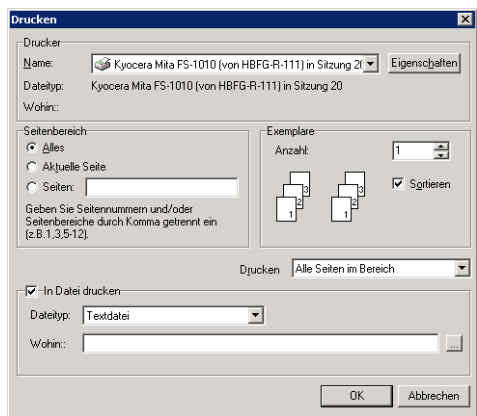 Drucken
Drucker
Name: Kyocera Mita FS-1010 (von HBFG-R-111) in Sitzung 20 Eigenschaften
Dateityp: Kyocera Mita FS-1010 (von HBFG-R-111) in Sitzung 20
Wohin::
Seitenbereich
Alles
Aktuelle Seite
Seiten:
Geben Sie Seitennummern und/oder
Seitenbereiche durch Komma getrennt ein
(z.B.1,3,5-12).
Exemplare
Anzahl: 1
3 3
2 2
1 1
Sortieren
Drucken Alle Seiten im Bereich
In Datei drucken
Dateityp: Textdatei
Wohin:: ...
OK Abbrechen